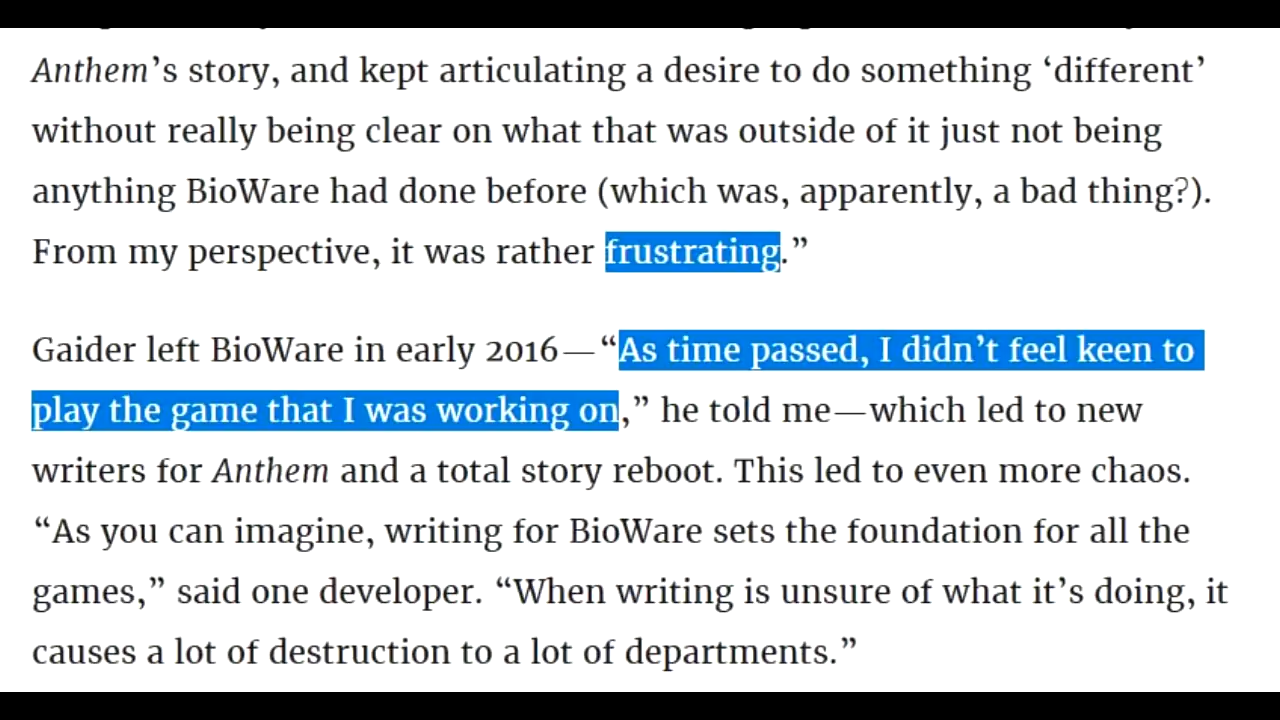 Anthem’s story, and kept articulating a desire to do something ‘different’
without really being clear on what that was outside of it just not being
anything BioWare had done before (which was, apparently, a bad thing?).
From my perspective, it was rather frustrating.”
Gaider left BioWare in early 2016—“As time passed, I didn’t feel keen to
play the game that I was working on,” he told me—which led to new
writers for Anthem and a total story reboot. This led to even more chaos.
“As you can imagine, writing for BioWare sets the foundation for all the
games,” said one developer. “When writing is unsure of what it’s doing, it
causes a lot of destruction to a lot of departments.”